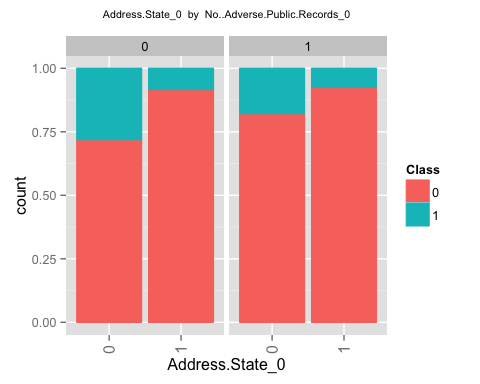 Address.State_0 by No..Adverse.Public.Records_0
0 1
1.00
0.75
0.50
0.25
0.00
count
0 1 0 1
Address.State_0
Class
0
1